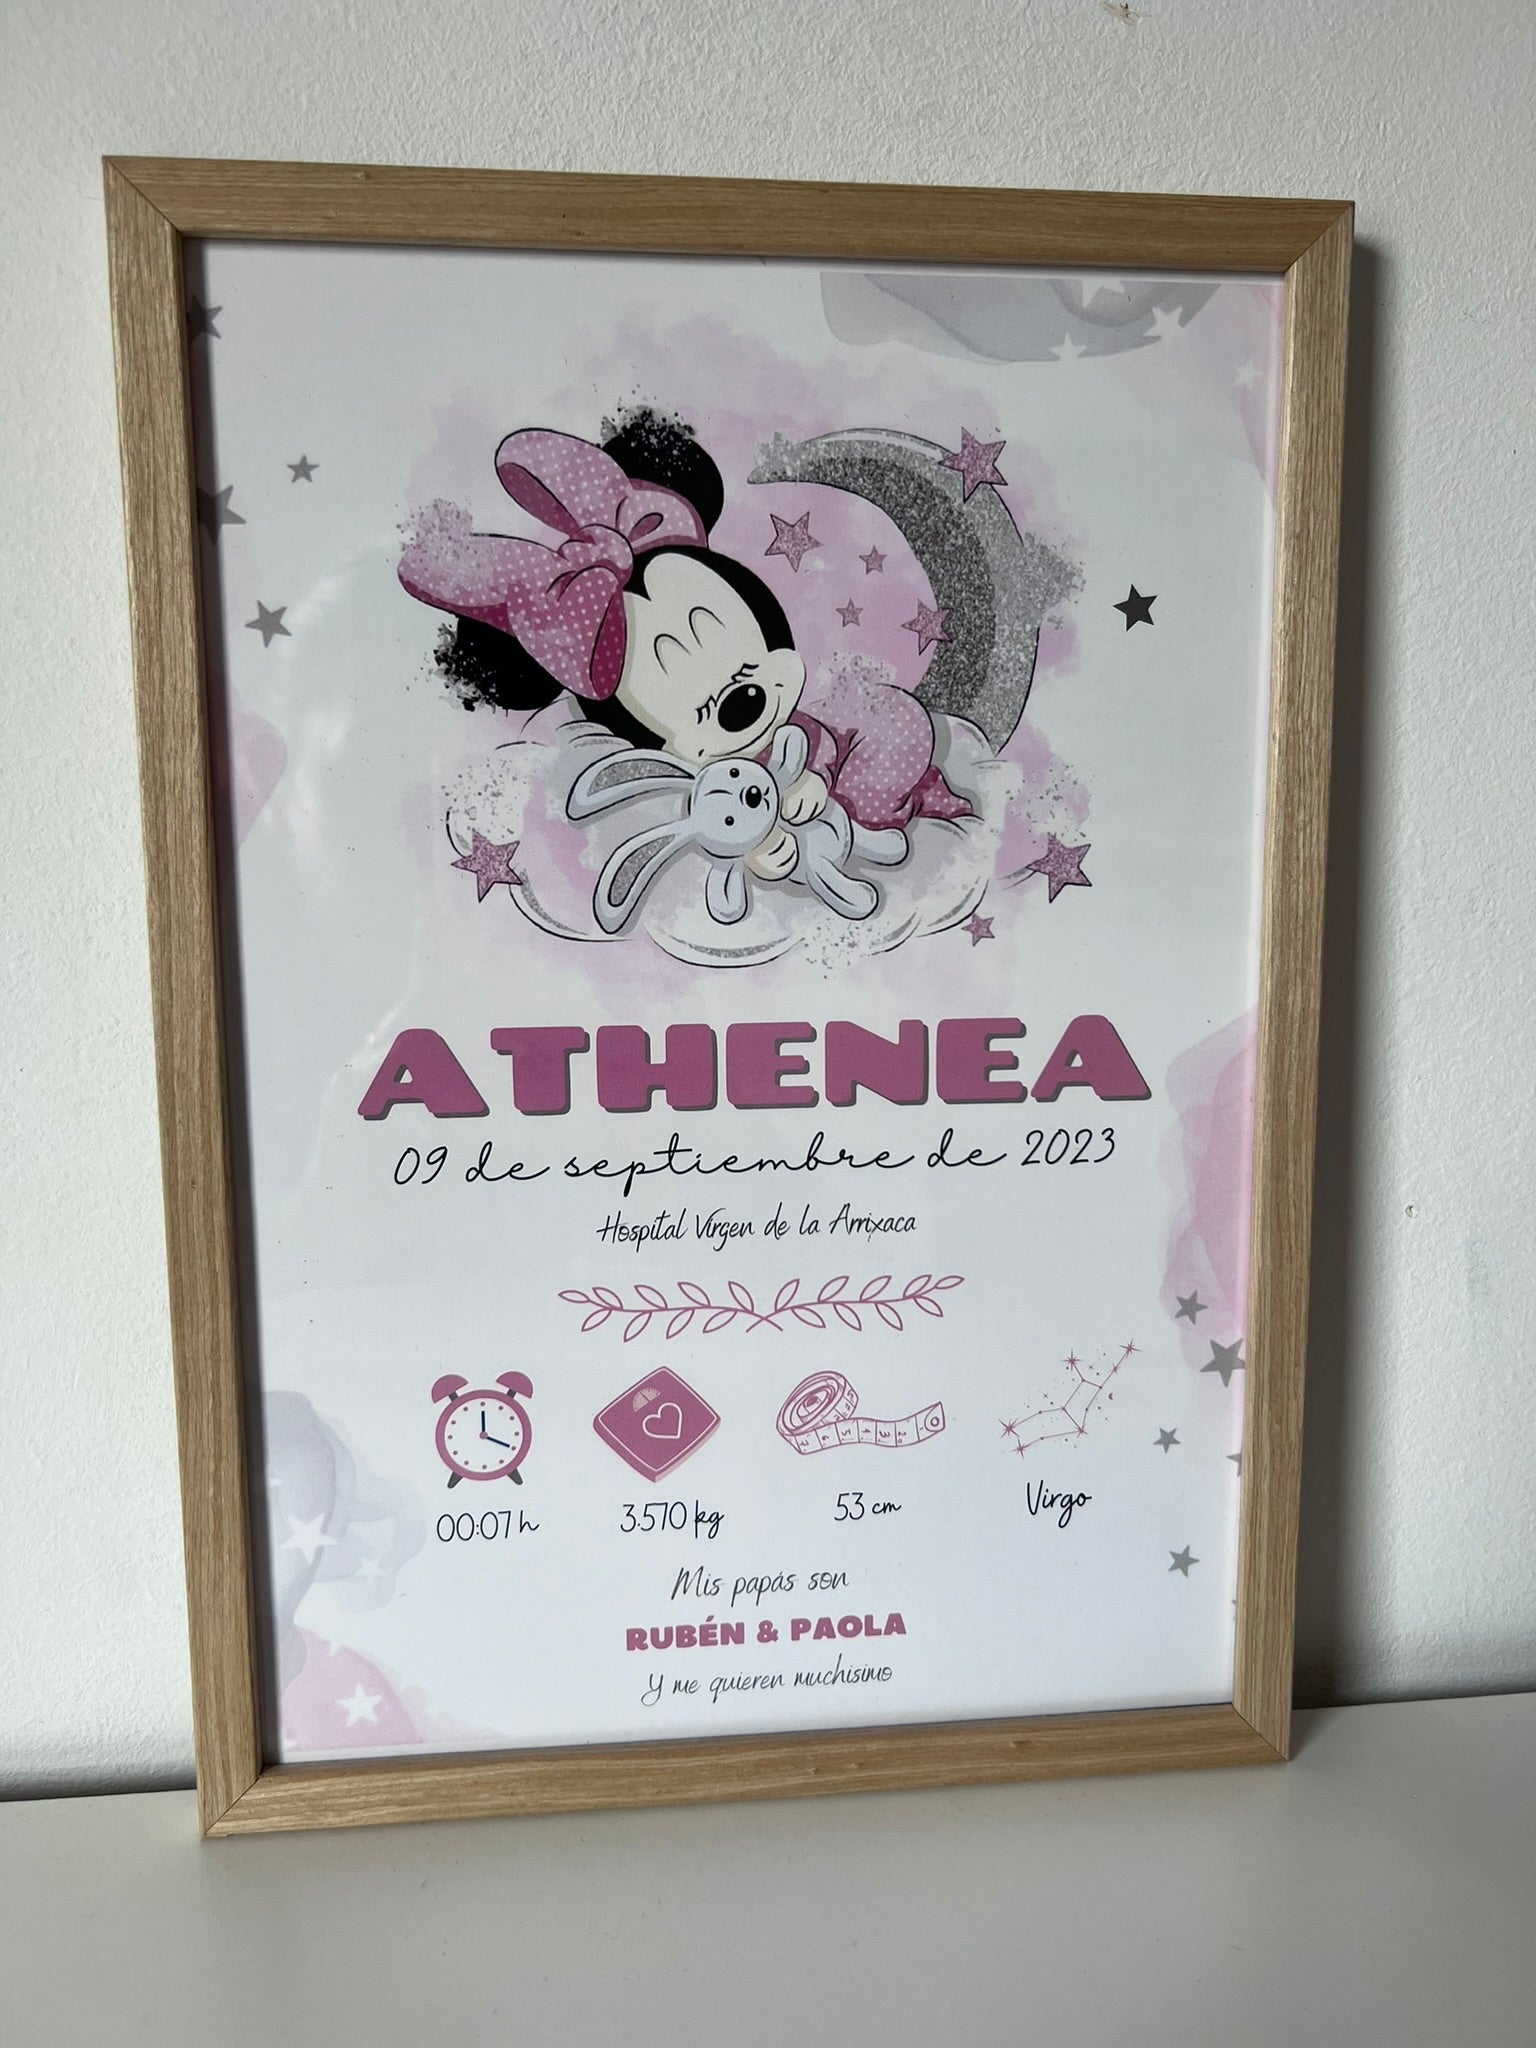 ATHENEA
09 de septiembre de 2023
Hospital Virgen de la Arrixaca
00:07 h
3.570 kg
53 cm
Virgo
Mis papás son
RUBÉN & PAOLA
Y me quieren muchisimo